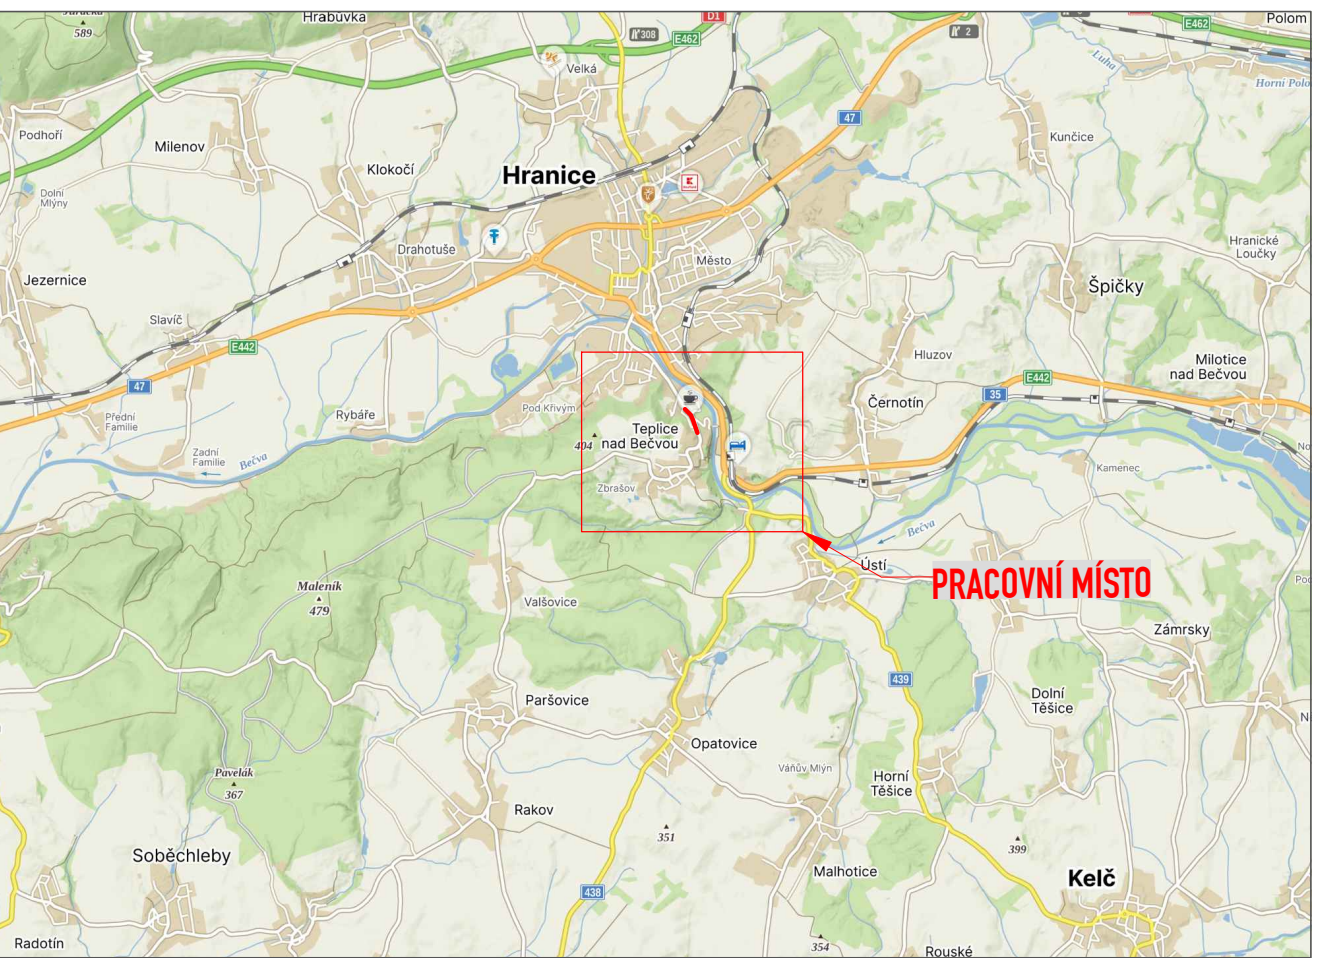 Hrabůvka
D1
Polom
589
308
E462
2
E462
Velká
Luha
Horní Polo
Podhoří
Milenov
47
Kunčice
Klokočí
Hranice
Dolní
Mlýny
Drahotuše
Město
Hranické
Loučky
Jezernice
Špičky
Slavíč
E442
Hluzov
Milotice
nad Bečvou
E442
47
35
Přední
Familie
Rybáře
Pod Křivým
Černotín
Teplice
nad Bečvou
404
Zadní
Familie
Bečva
Kamenec
Zbrašov
Bečva
Ústí
PRACOVNÍ MÍSTO
Maleník
479
Valšovice
Zámrsky
439
Paršovice
Dolní
Těšice
Opatovice
Váňův Mlýn
Pavelák
367
Horní
Těšice
Rakov
351
399
Soběchleby
Malhotice
Kelč
438
Radotín
354
Rouské